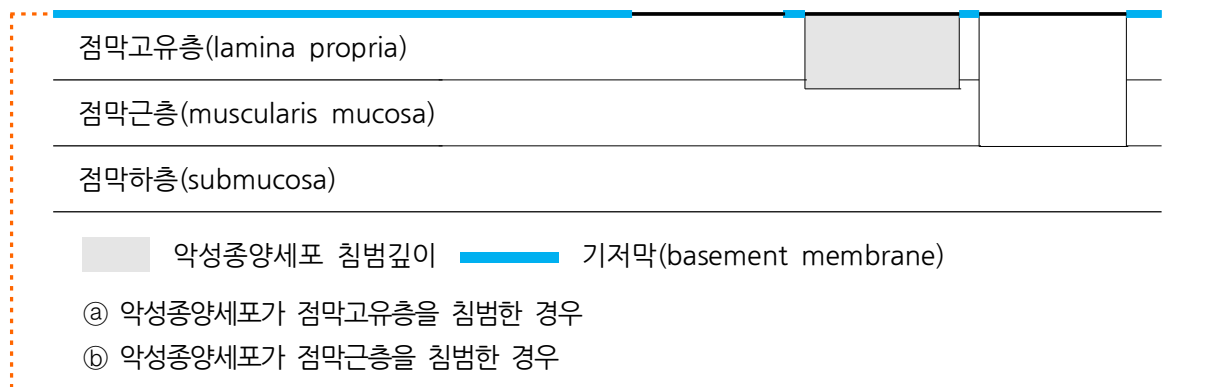 점막고유층(lamina propria)
점막근층(muscularis mucosa)
점막하층(submucosa)
악성종양세포 침범깊이 기저막(basement membrane)
ⓐ 악성종양세포가 점막고유층을 침범한 경우
ⓑ 악성종양세포가 점막근층을 침범한 경우